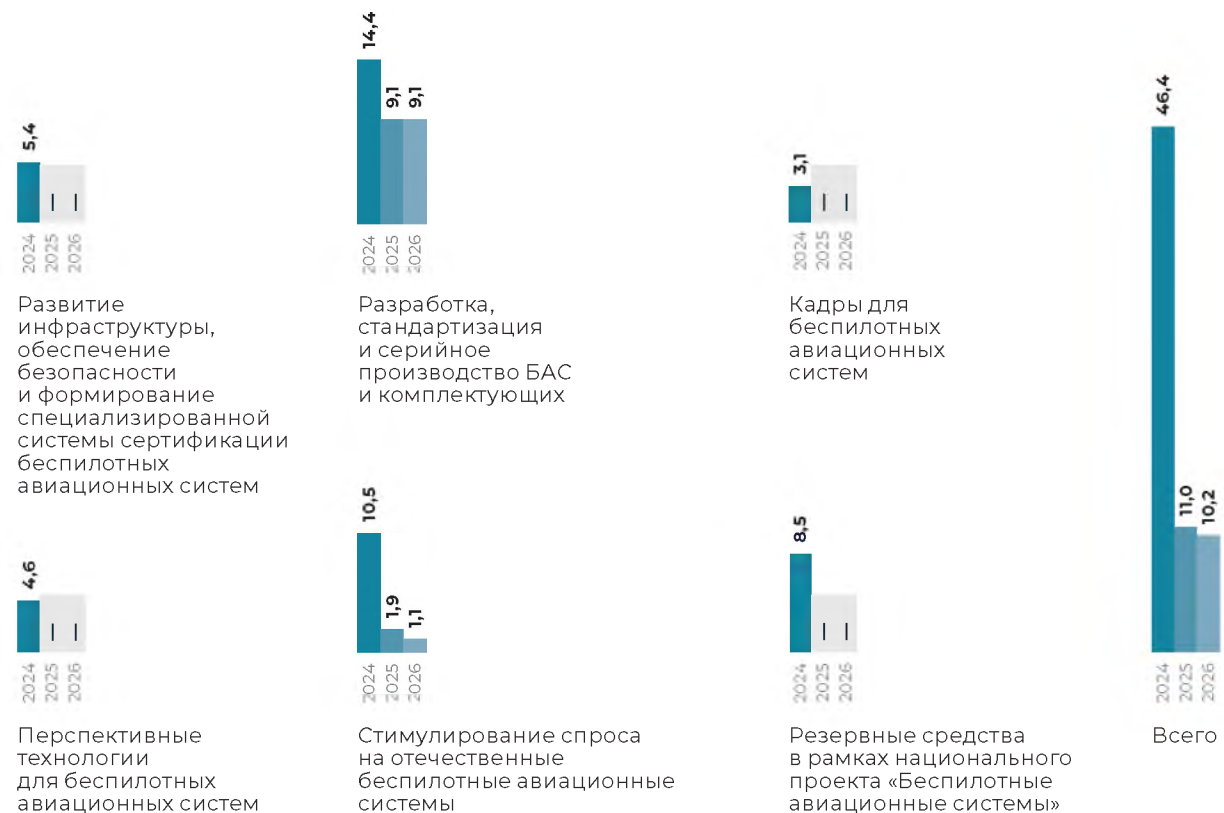 5,4
— —
2024
2025
2026
Развитие
инфраструктуры,
обеспечение
безопасности
и формирование
специализированной
системы сертификации
беспилотных
авиационных систем
14,4
9,1
9,1
2024
2025
2026
Разработка,
стандартизация
и серийное
производство БАС
и комплектующих
3,1
— —
2024
2025
2026
Кадры для
беспилотных
авиационных
систем
4,6
— —
2024
2025
2026
Перспективные
технологии
для беспилотных
авиационных систем
10,5
1,9
1,1
2024
2025
2026
Стимулирование спроса
на отечественные
беспилотные авиационные
системы
8,5
— —
2024
2025
2026
Резервные средства
в рамках национального
проекта «Беспилотные
авиационные системы»
46,4
11,0
10,2
2024
2025
2026
Всего